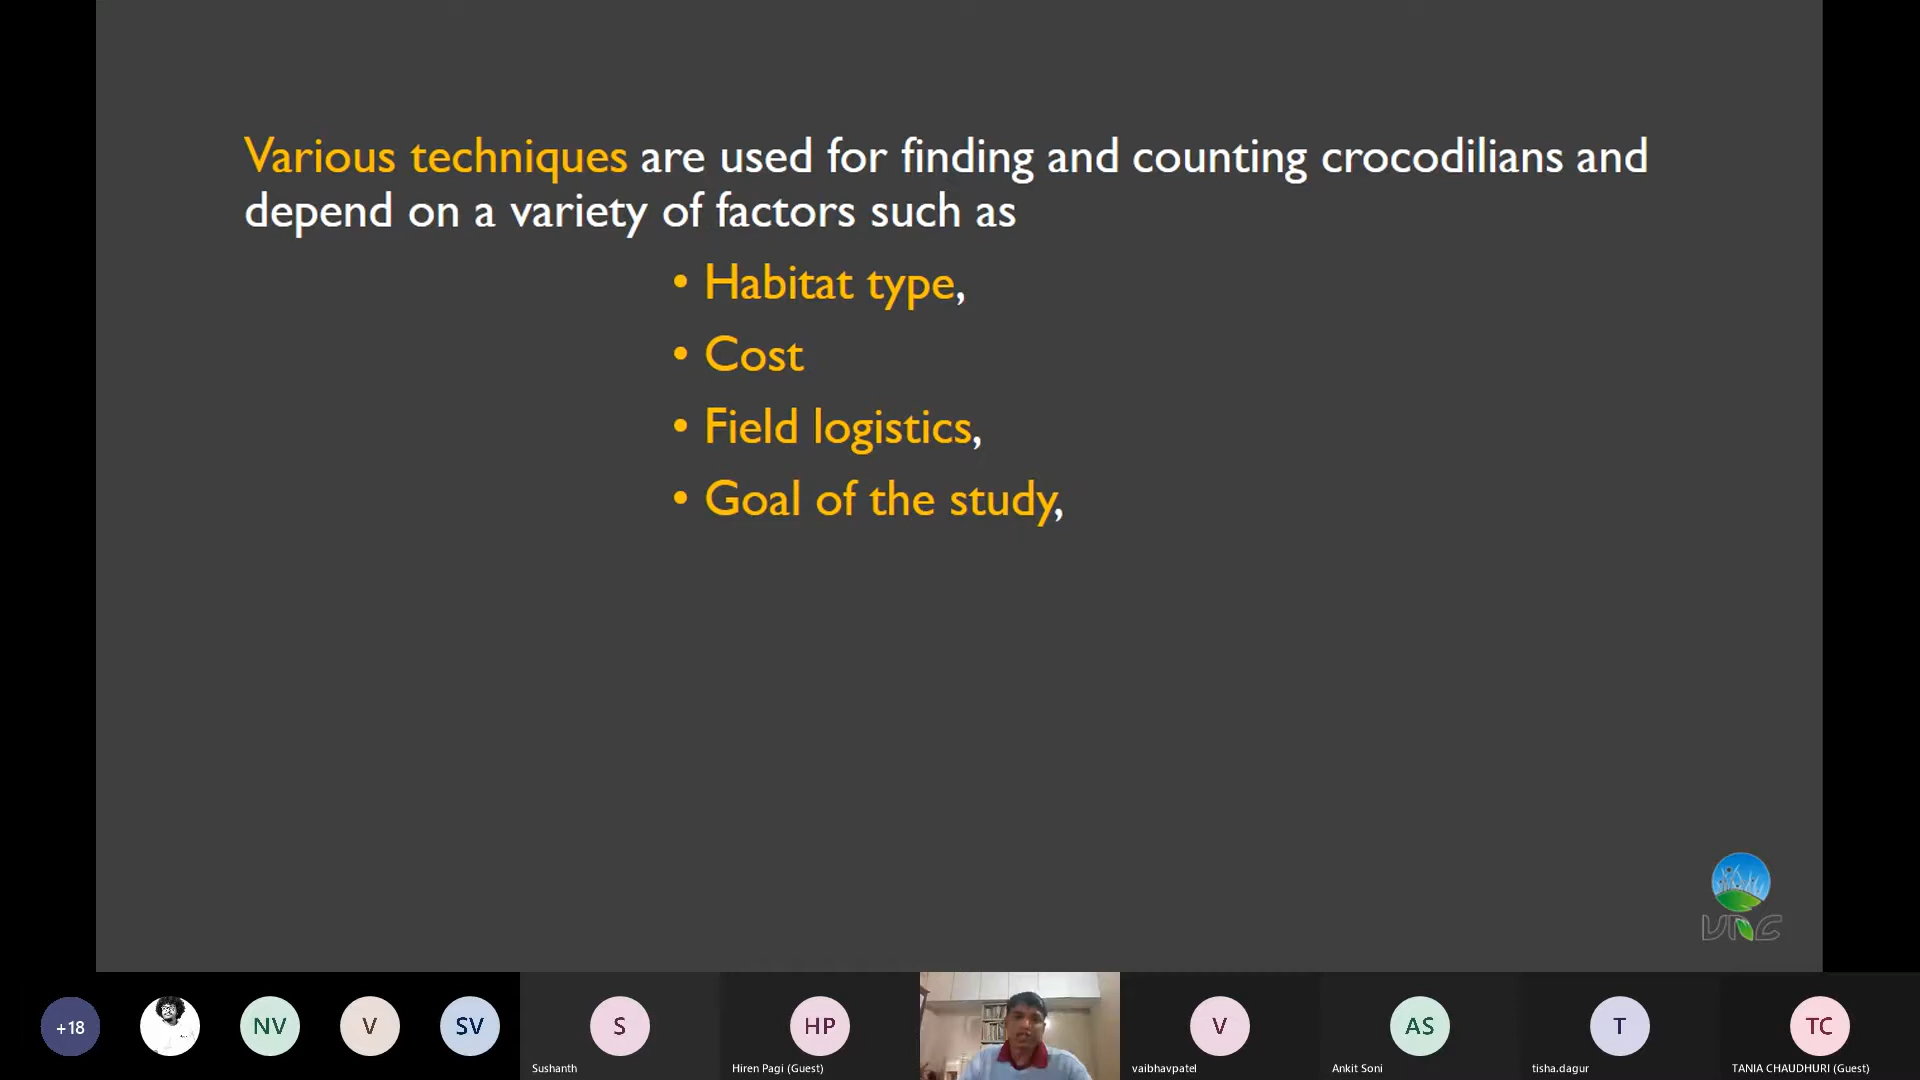 Various techniques are used for finding and counting crocodilians and
depend on a variety of factors such as
• Habitat type,
• Cost
• Field logistics,
• Goal of the study,
VNC
+18
NV
V
SV
S
HP
V
AS
T
TC
Sushanth
Hiren Pagi (Guest)
vaibhavpatel
Ankit Soni
tisha.dagur
TANIA CHAUDHURI (Guest)